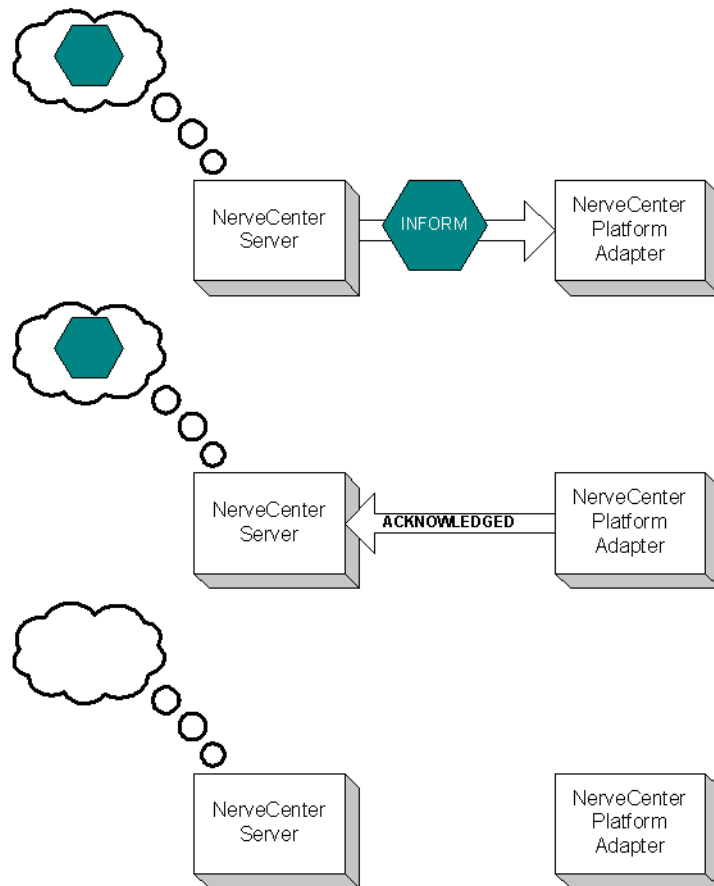 NerveCenter
Server
INFORM
NerveCenter
Platform
Adapter
NerveCenter
Server
ACKNOWLEDGED
NerveCenter
Platform
Adapter
NerveCenter
Server
NerveCenter
Platform
Adapter